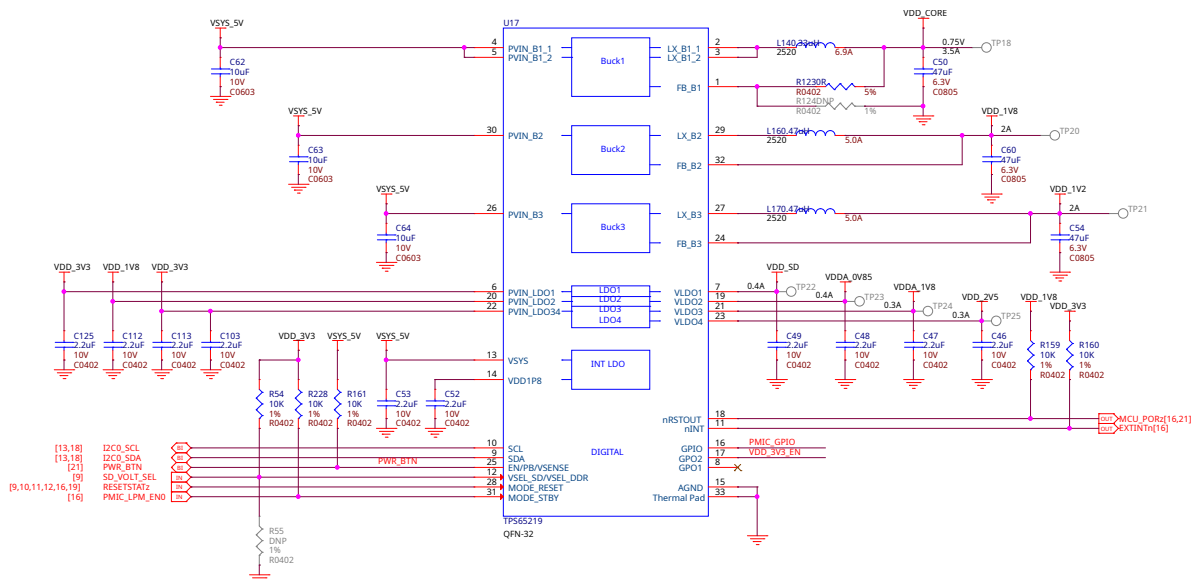 U17
VSYS_5V
VDD_CORE
4 PVIN_B1_1
5 PVIN_B1_2
Buck1
LX_B1_1 2
LX_B1_2 3
FB_B1 1
2520
6.9A
0.75V
3.5A
TP18
C62
10uF
10V
C0603
R1230R
R0402
5%
R124DNP
R0402
1%
C50
47uF
6.3V
C0805
VSYS_5V
30 PVIN_B2
Buck2
LX_B2 29
FB_B2 32
L160.47uH
2520
5.0A
VDD_1V8
2A
TP20
C63
10uF
10V
C0603
C60
47uF
6.3V
C0805
VSYS_5V
26 PVIN_B3
Buck3
LX_B3 27
FB_B3 24
L170.47uH
2520
5.0A
VDD_1V2
2A
TP21
C64
10uF
10V
C0603
C54
47uF
6.3V
C0805
VDD_3V3
VDD_1V8
VDD_3V3
6 PVIN_LDO1
20 PVIN_LDO2
22 PVIN_LDO34
LDO1
LDO2
LDO3
LDO4
VLDO1 7
VLDO2 19
VLDO3 21
VLDO4 23
VDD_SD
0.4A
TP22
VDDA_0V85
0.4A
TP23
VDDA_1V8
0.3A
TP24
VDD_2V5
0.3A
TP25
VDD_1V8
VDD_3V3
C125
2.2uF
10V
C0402
C112
2.2uF
10V
C0402
C113
2.2uF
10V
C0402
C103
2.2uF
10V
C0402
VDD_3V3
VSYS_5V
VSYS_5V
13 VSYS
14 VDD1P8
INT LDO
C49
2.2uF
10V
C0402
C48
2.2uF
10V
C0402
C47
2.2uF
10V
C0402
C46
2.2uF
10V
C0402
R159
10K
1%
R0402
R160
10K
1%
R0402
R54
10K
1%
R0402
R228
10K
1%
R0402
R161
10K
1%
R0402
C53
2.2uF
10V
C0402
C52
2.2uF
10V
C0402
nRSTOUT 18
nINT 11
OUT MCU_PORz[16,21]
OUT EXTINTn[16]
[13,18] I2C0_SCL BI
[13,18] I2C0_SDA BI
[21] PWR_BTN BI
[9] SD_VOLT_SEL IN
[9,10,11,12,16,19] RESETSTATz IN
[16] PMIC_LPM_EN0 IN
PWR_BTN
10 SCL
9 SDA
25 EN/PB/VSENSE
12 VSEL_SD/VSEL_DDR
28 MODE_RESET
31 MODE_STBY
DIGITAL
GPIO 16 PMIC_GPIO
GPO2 17 VDD_3V3_EN
GPO1 8
AGND 15
Thermal Pad 33
TPS65219
QFN-32
R55
DNP
1%
R0402